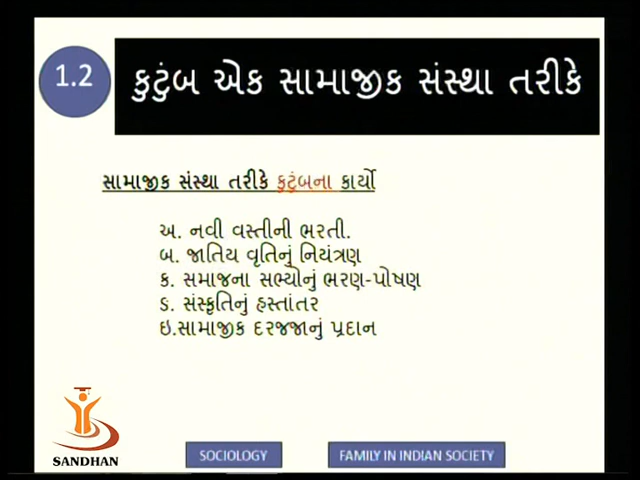 1.2
કુટુંબ એક સામાજીક સંસ્થા તરીકે
સામાજીક સંસ્થા તરીકે કુટુંબના કાર્યો
અ. નવી વસ્તીની ભરતી.
બ. જાતિય વૃતિનું નિયંત્રણ
ક. સમાજના સભ્યોનું ભરણ-પોષણ
ડ. સંસ્કૃતિનું હસ્તાંતર
ઇ.સામાજીક દરજ્જાનું પ્રદાન
SANDHAN
SOCIOLOGY
FAMILY IN INDIAN SOCIETY